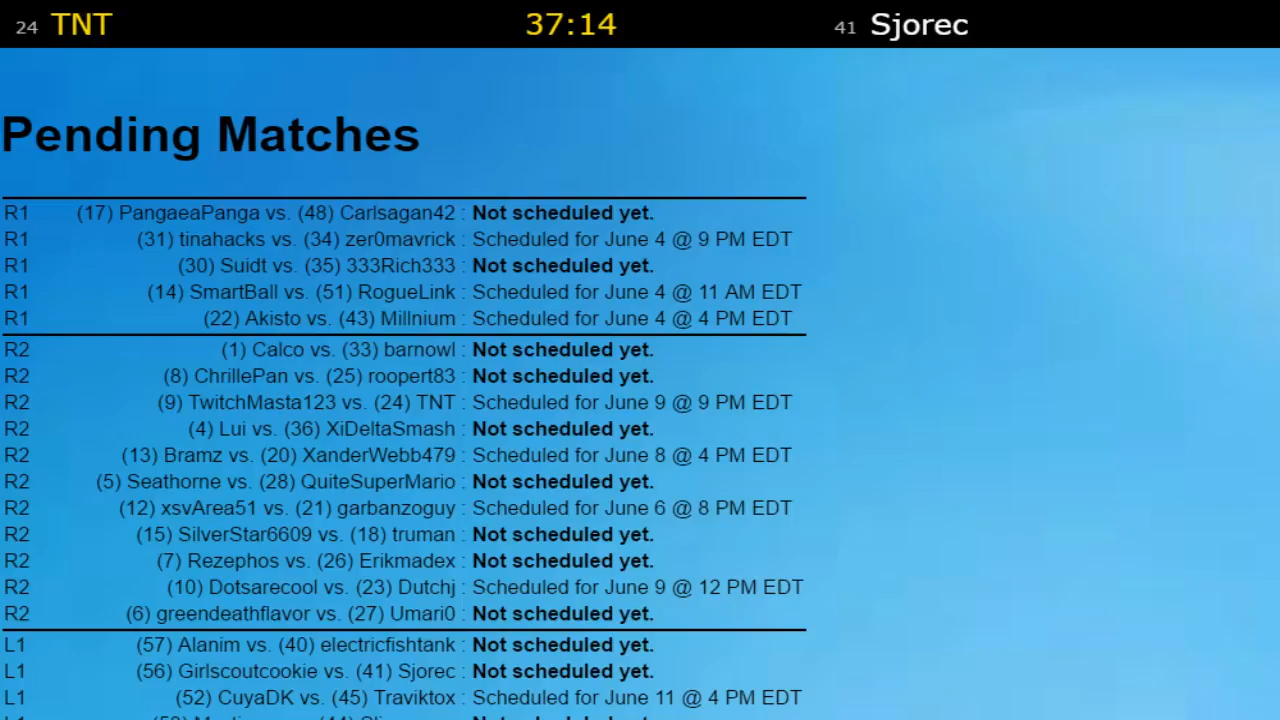 24 TNT 37:14 41 Sjorec
Pending Matches
R1 (17) PangaeaPanga vs. (48) Carlsagan42 : Not scheduled yet.
R1 (31) tinahacks vs. (34) zer0mavrick : Scheduled for June 4 @ 9 PM EDT
R1 (30) Suidt vs. (35) 333Rich333 : Not scheduled yet.
R1 (14) SmartBall vs. (51) RogueLink : Scheduled for June 4 @ 11 AM EDT
R1 (22) Akisto vs. (43) Millnium : Scheduled for June 4 @ 4 PM EDT
R2 (1) Calco vs. (33) barnowl : Not scheduled yet.
R2 (8) ChrillePan vs. (25) roopert83 : Not scheduled yet.
R2 (9) TwitchMasta123 vs. (24) TNT : Scheduled for June 9 @ 9 PM EDT
R2 (4) Lui vs. (36) XiDeltaSmash : Not scheduled yet.
R2 (13) Bramz vs. (20) XanderWebb479 : Scheduled for June 8 @ 4 PM EDT
R2 (5) Seathorne vs. (28) QuiteSuperMario : Not scheduled yet.
R2 (12) xsvArea51 vs. (21) garbanzoguy : Scheduled for June 6 @ 8 PM EDT
R2 (15) SilverStar6609 vs. (18) truman : Not scheduled yet.
R2 (7) Rezephos vs. (26) Erikmadex : Not scheduled yet.
R2 (10) Dotsarecool vs. (23) Dutchj : Scheduled for June 9 @ 12 PM EDT
R2 (6) greendeathflavor vs. (27) Umari0 : Not scheduled yet.
L1 (57) Alanim vs. (40) electricfishtank : Not scheduled yet.
L1 (56) Girlscoutcookie vs. (41) Sjorec : Not scheduled yet.
L1 (52) CuyaDK vs. (45) Traviktox : Scheduled for June 11 @ 4 PM EDT